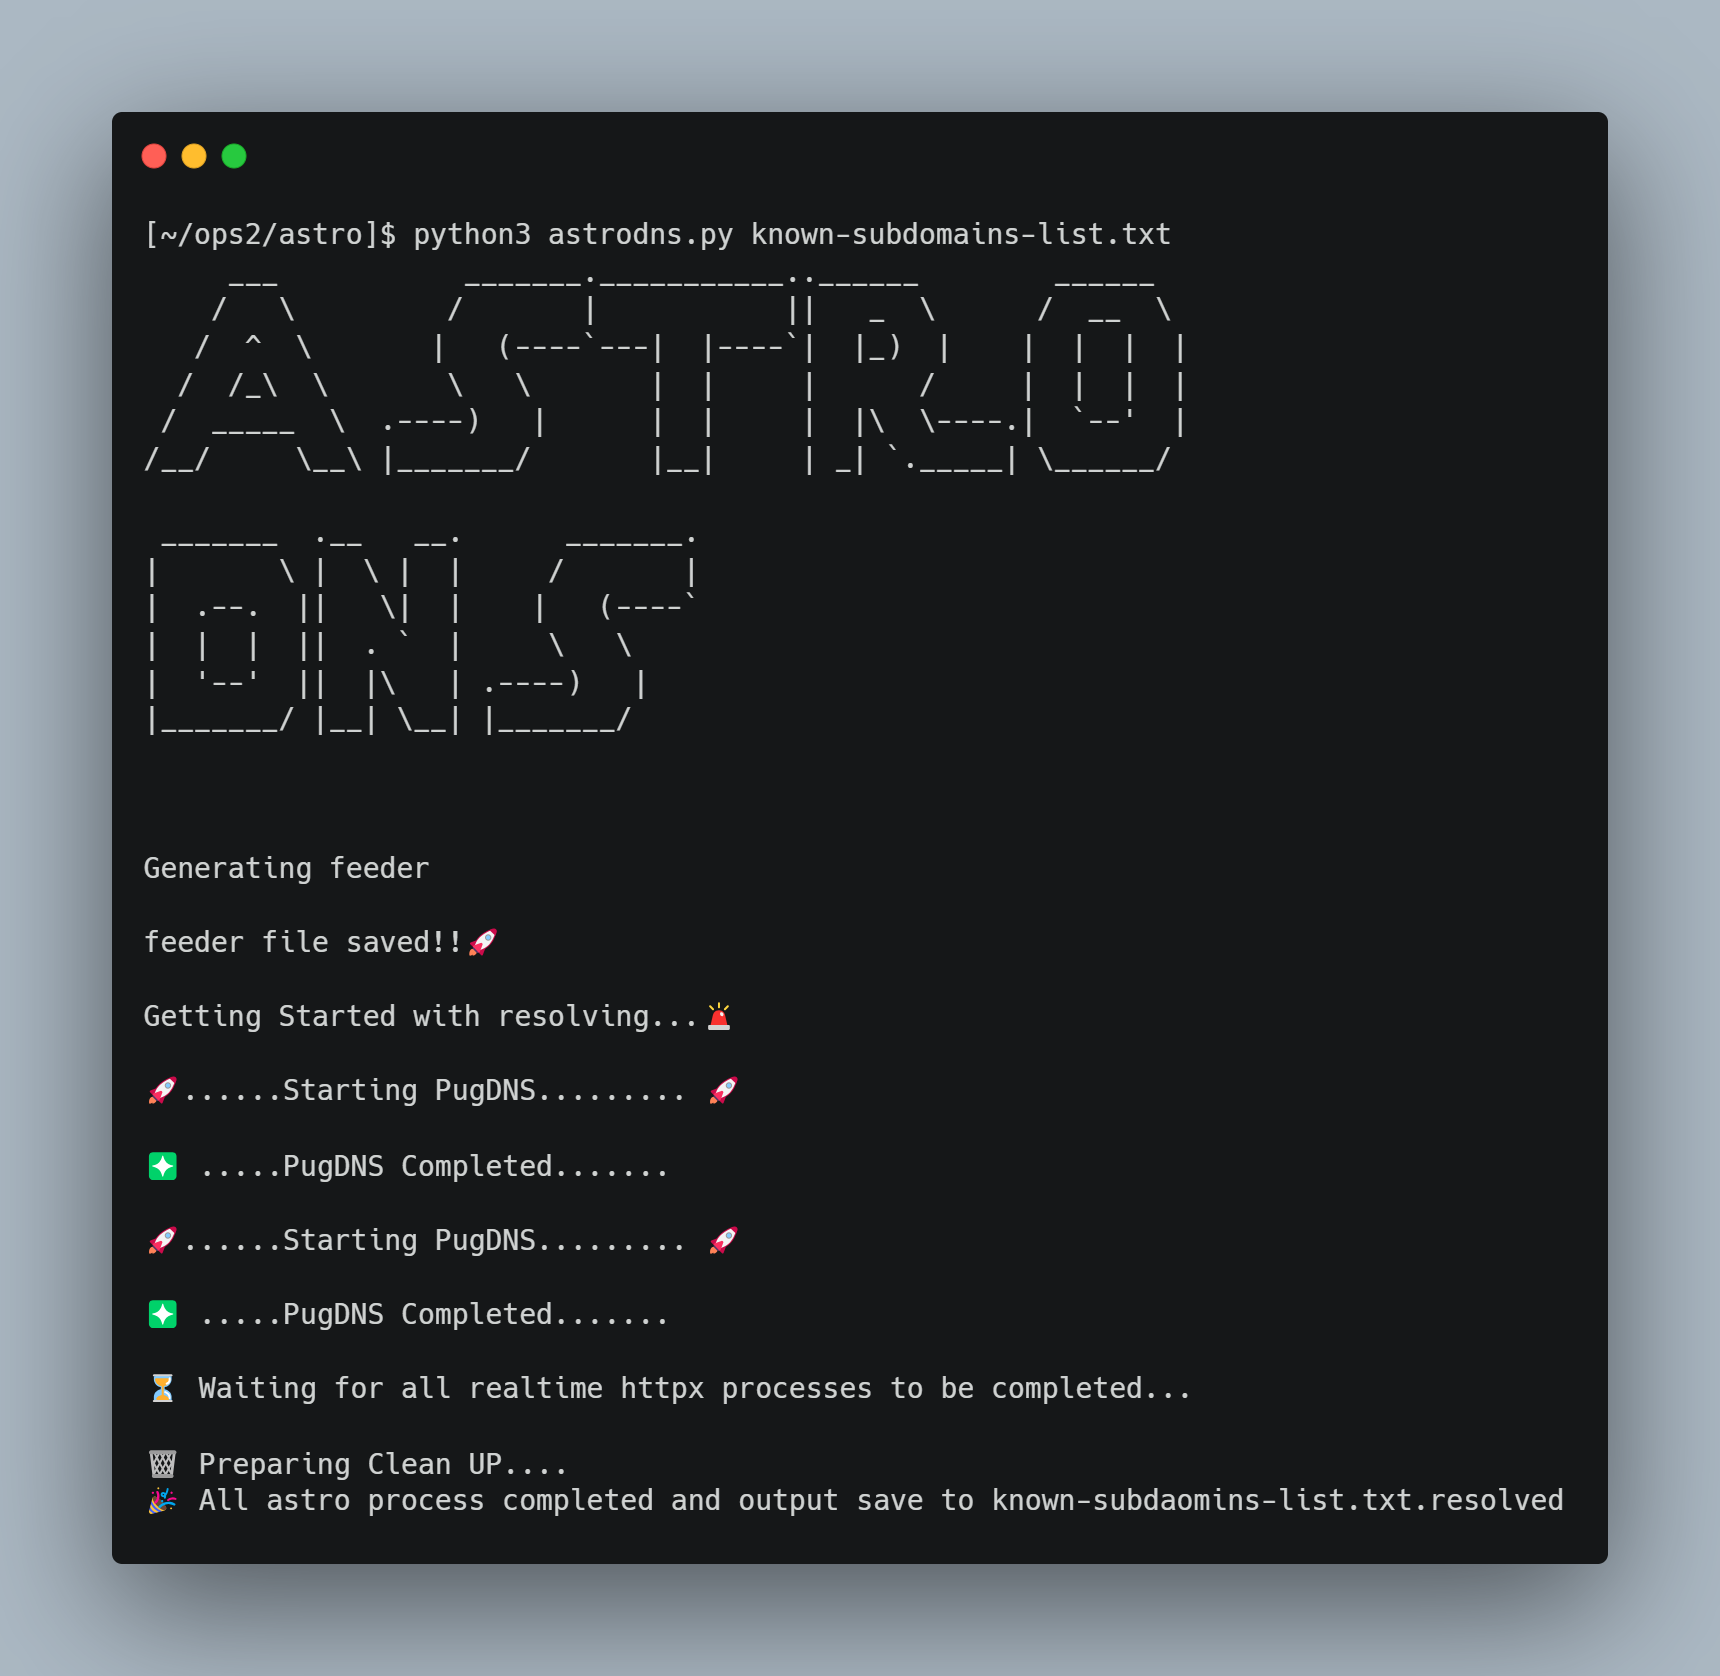 [~/ops2/astro]$ python3 astrodns.py known-subdomains-list.txt
ASTRO
DNS
Generating feeder
feeder file saved!!🚀
Getting Started with resolving...🚨
🚀......Starting PugDNS......... 🚀
❇️ .....PugDNS Completed.......
🚀......Starting PugDNS......... 🚀
❇️ .....PugDNS Completed.......
⏳ Waiting for all realtime httpx processes to be completed...
🗑️ Preparing Clean UP....
🎉 All astro process completed and output save to known-subdaomins-list.txt.resolved